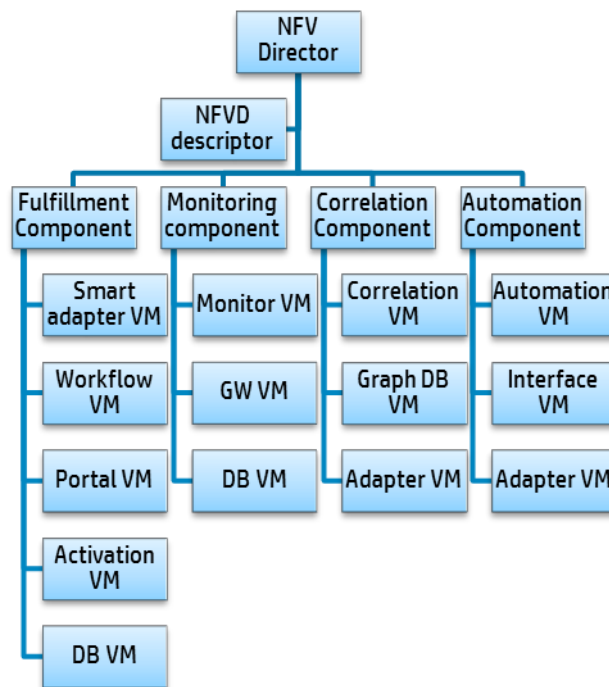 NFV
Director
NFVD
descriptor
Fulfillment
Component
Monitoring
component
Correlation
Component
Automation
Component
Smart
adapter VM
Monitor VM
Correlation
VM
Automation
VM
Workflow
VM
GW VM
Graph DB
VM
Interface
VM
Portal VM
DB VM
Adapter VM
Adapter VM
Activation
VM
DB VM